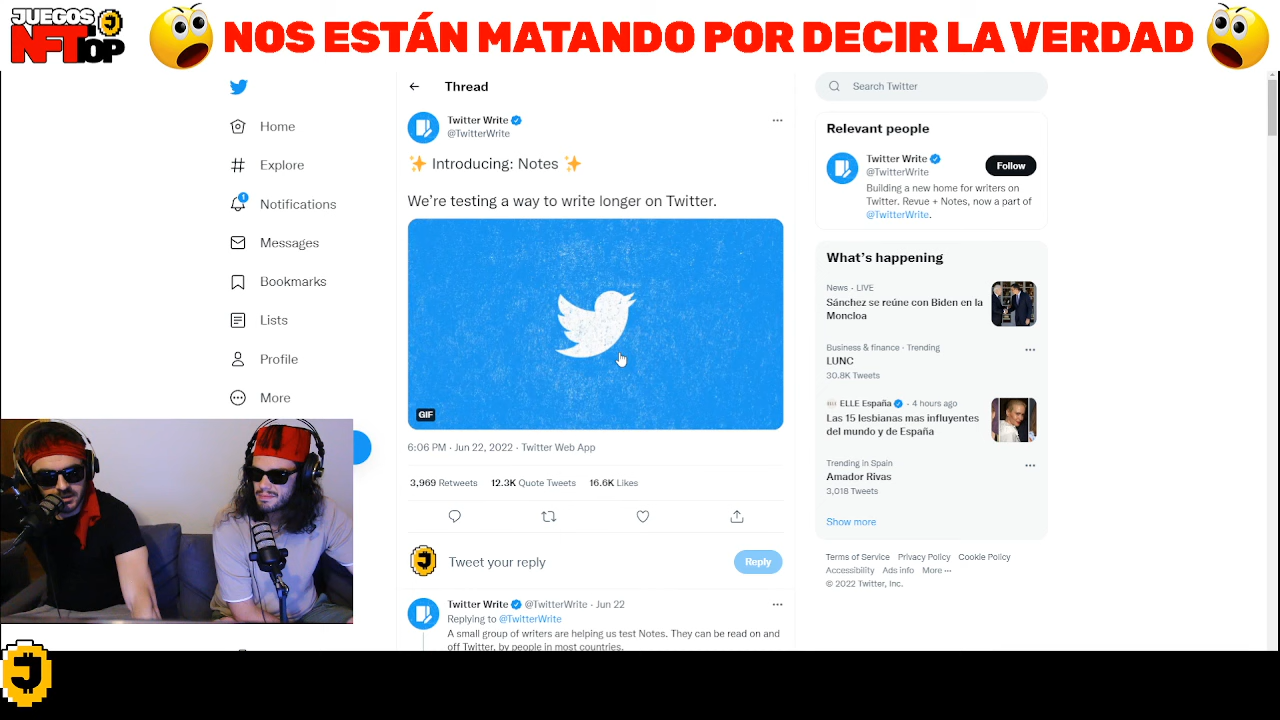 JUEGOS
NFT TOP
NOS ESTÁN MATANDO POR DECIR LA VERDAD
Home
Explore
1
Notifications
Messages
Bookmarks
Lists
Profile
More
Thread
Twitter Write
@TwitterWrite
✨ Introducing: Notes ✨
We’re testing a way to write longer on Twitter.
GIF
6:06 PM · Jun 22, 2022 · Twitter Web App
3,969 Retweets 12.3K Quote Tweets 16.6K Likes
J
Tweet your reply
Reply
Twitter Write @TwitterWrite · Jun 22
Replying to @TwitterWrite
A small group of writers are helping us test Notes. They can be read on and
off Twitter, by people in most countries.
Search Twitter
Relevant people
Twitter Write
@TwitterWrite
Follow
Building a new home for writers on
Twitter. Revue + Notes, now a part of
@TwitterWrite.
What’s happening
News · LIVE
Sánchez se reúne con Biden en la
Moncloa
Business & finance · Trending
LUNC
30.8K Tweets
ELLE España · 4 hours ago
Las 15 lesbianas mas influyentes
del mundo y de España
Trending in Spain
Amador Rivas
3,018 Tweets
Show more
Terms of Service Privacy Policy Cookie Policy
Accessibility Ads info More ···
© 2022 Twitter, Inc.
J